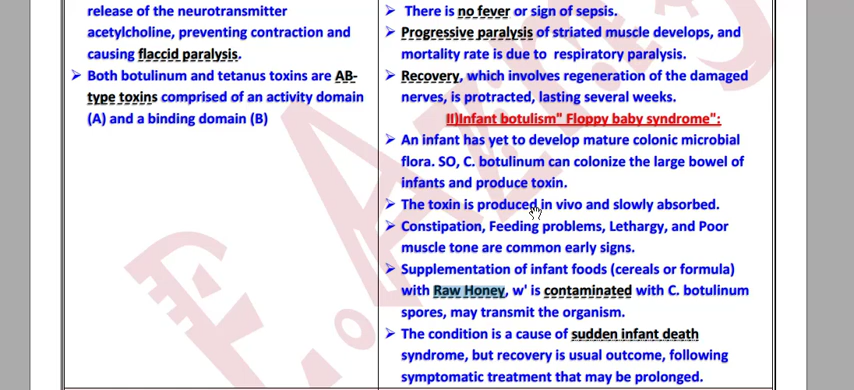 release of the neurotransmitter
acetylcholine, preventing contraction and
causing flaccid paralysis.
➢ Both botulinum and tetanus toxins are AB-
type toxins comprised of an activity domain
(A) and a binding domain (B)
➢ There is no fever or sign of sepsis.
➢ Progressive paralysis of striated muscle develops, and
mortality rate is due to respiratory paralysis.
➢ Recovery, which involves regeneration of the damaged
nerves, is protracted, lasting several weeks.
II)Infant botulism" Floppy baby syndrome":
➢ An infant has yet to develop mature colonic microbial
flora. SO, C. botulinum can colonize the large bowel of
infants and produce toxin.
➢ The toxin is produced in vivo and slowly absorbed.
➢ Constipation, Feeding problems, Lethargy, and Poor
muscle tone are common early signs.
➢ Supplementation of infant foods (cereals or formula)
with Raw Honey, w' is contaminated with C. botulinum
spores, may transmit the organism.
➢ The condition is a cause of sudden infant death
syndrome, but recovery is usual outcome, following
symptomatic treatment that may be prolonged.